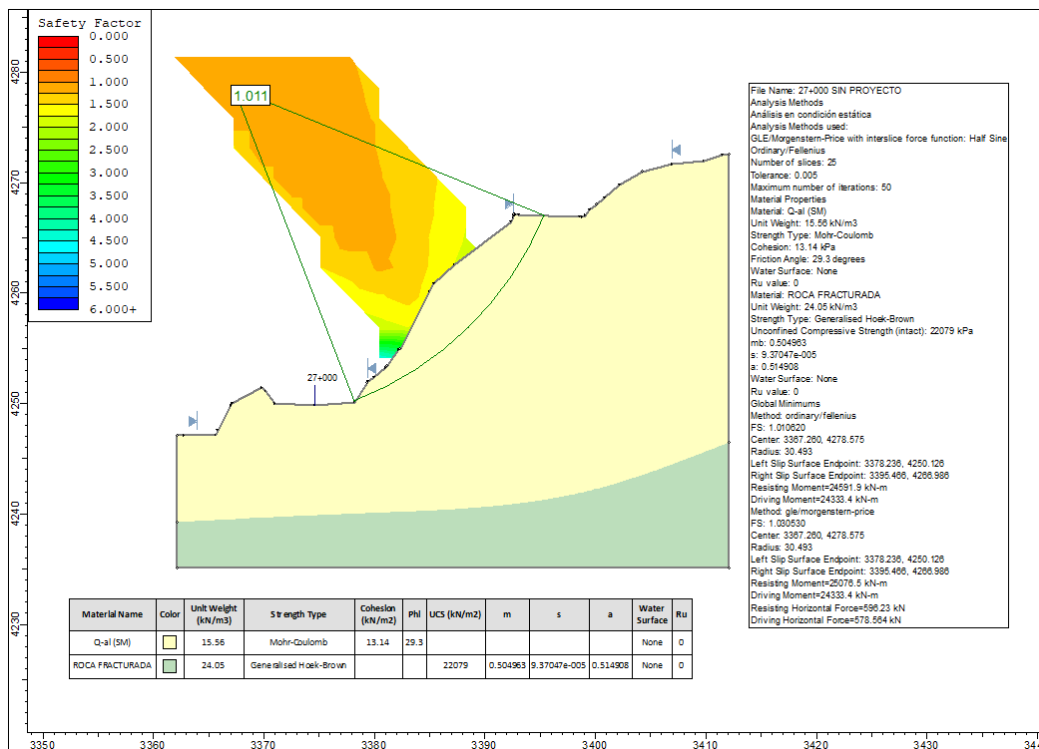 Safety Factor
0.000
0.500
1.000
1.500
2.000
2.500
3.000
3.500
4.000
4.500
5.000
5.500
6.000+
4280
4270
4260
4250
4240
4230
1.011
27+000
File Name: 27+000 SIN PROYECTO
Analysis Methods
Análisis en condición estática
Analysis Methods used:
GLE/Morgenstern-Price with interslice force function: Half Sine
Ordinary/Fellenius
Number of slices: 25
Tolerance: 0.005
Maximum number of iterations: 50
Material Properties
Material: Q-al (SM)
Unit Weight: 15.56 kN/m3
Strength Type: Mohr-Coulomb
Cohesion: 13.14 kPa
Friction Angle: 29.3 degrees
Water Surface: None
Ru value: 0
Material: ROCA FRACTURADA
Unit Weight: 24.05 kN/m3
Strength Type: Generalised Hoek-Brown
Unconfined Compressive Strength (intact): 22079 kPa
mb: 0.504963
s: 9.37047e-005
a: 0.514908
Water Surface: None
Ru value: 0
Global Minimums
Method: ordinary/fellenius
FS: 1.010620
Center: 3367.260, 4278.575
Radius: 30.493
Left Slip Surface Endpoint: 3378.236, 4250.126
Right Slip Surface Endpoint: 3395.466, 4266.986
Resisting Moment=24591.9 kN-m
Driving Moment=24333.4 kN-m
Method: gle/morgenstern-price
FS: 1.030530
Center: 3367.260, 4278.575
Radius: 30.493
Left Slip Surface Endpoint: 3378.236, 4250.126
Right Slip Surface Endpoint: 3395.466, 4266.986
Resisting Moment=25076.5 kN-m
Driving Moment=24333.4 kN-m
Resisting Horizontal Force=596.23 kN
Driving Horizontal Force=578.564 kN
Material Name Color Unit Weight (kN/m3) Strength Type Cohesion (kN/m2) Phi UCS (kN/m2) m s a Water Surface Ru
Q-al (SM) 15.56 Mohr-Coulomb 13.14 29.3 None 0
ROCA FRACTURADA 24.05 Generalised Hoek-Brown 22079 0.504963 9.37047e-005 0.514908 None 0
3350 3360 3370 3380 3390 3400 3410 3420 3430